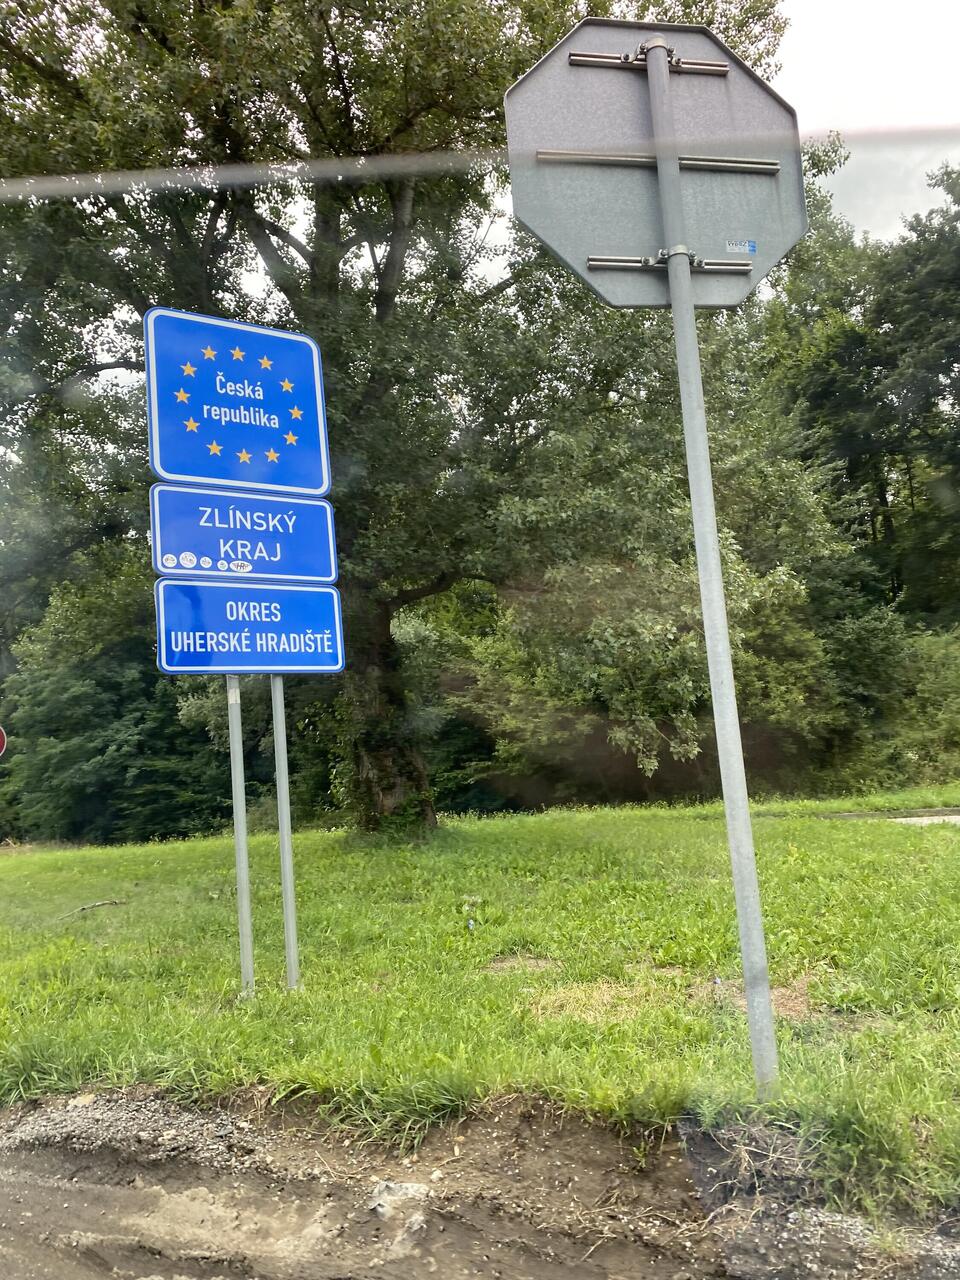 Česká
republika
ZLÍNSKÝ
KRAJ
OKRES
UHERSKÉ HRADIŠTĚ